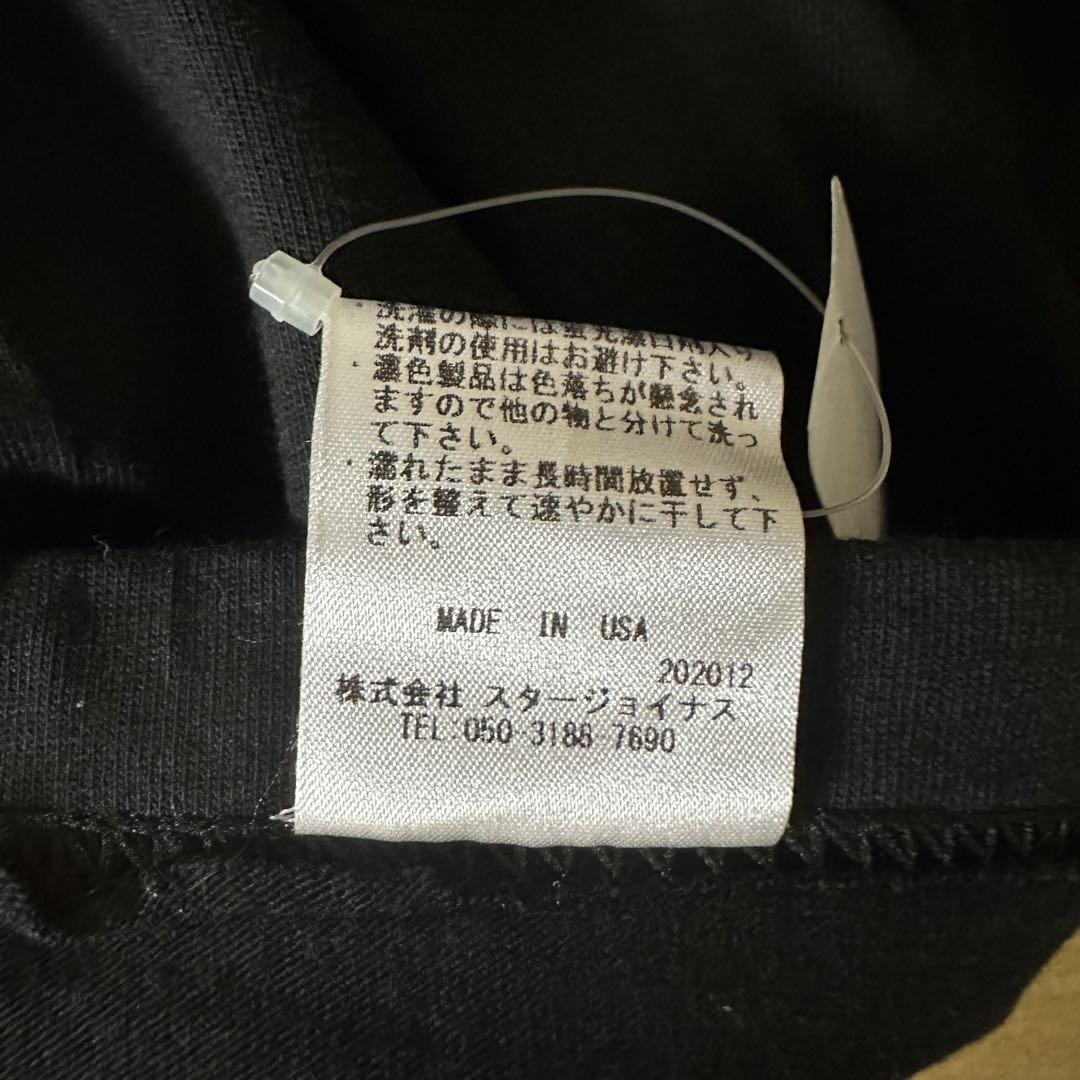 ・洗濯の際には蛍光漂白剤入り
洗剤の使用はお避け下さい。
・濃色製品は色落ちが懸念され
ますので他の物と分けて洗っ
て下さい。
・濡れたまま長時間放置せず、
形を整えて速やかに干して下
さい。
MADE IN USA
202012
株式会社 スタージョイナス
TEL:050-3188-7690